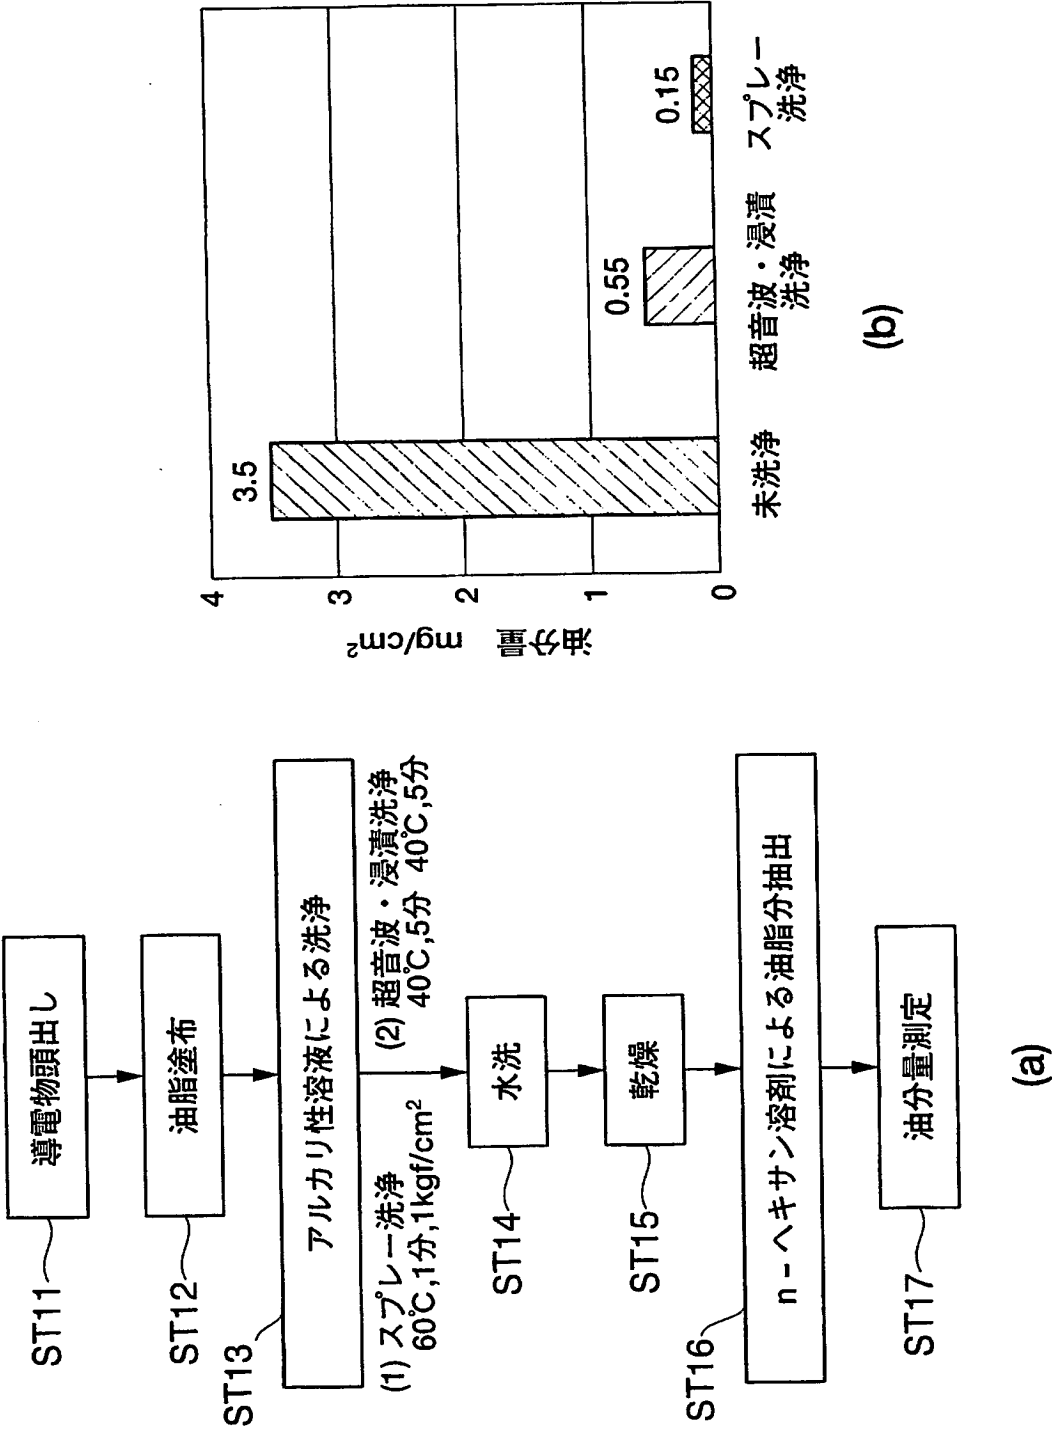 ST11
導電物頭出し
ST12
油脂塗布
ST13
アルカリ性溶液による洗浄
(1) スプレー洗浄
60℃,1分,1kgf/cm²
(2) 超音波・浸漬洗浄
40℃,5分 40℃,5分
ST14
水洗
ST15
乾燥
ST16
n－ヘキサン溶剤による油脂分抽出
ST17
油分量測定
(a)
油分量 mg/cm²
4
3
2
1
0
3.5
0.55
0.15
未洗浄
超音波・浸漬
洗浄
スプレー
洗浄
(b)